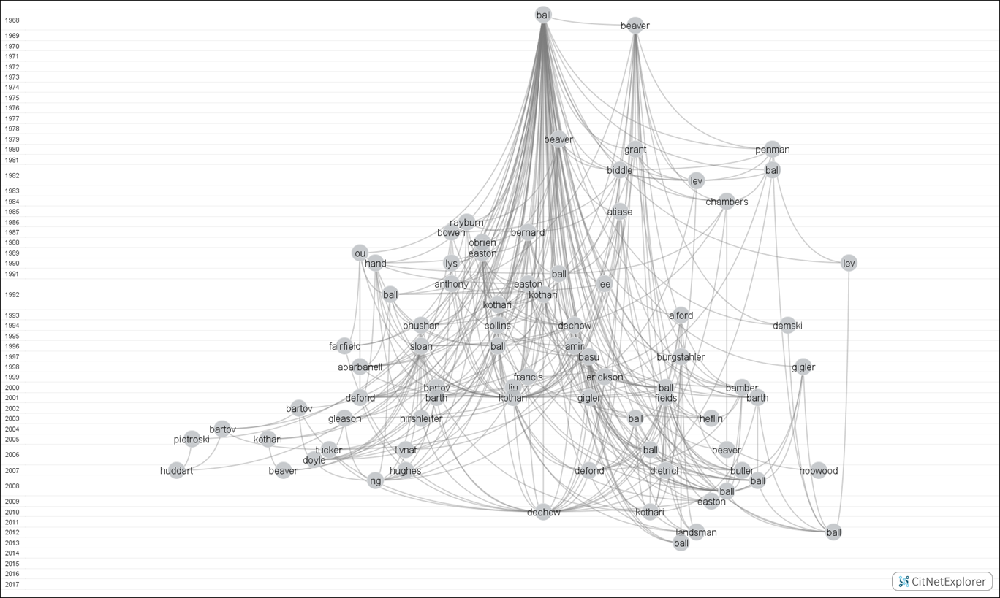 ball
1968
beaver
1969
1970
1971
1972
1973
1974
1975
1976
1977
1978
1979 beaver
1980 grant penman
1981
biddle ball
1982 lev
1983
1984 chambers
1985 atiase
1986 rayburn
1987 bowen bernard
1988 obrien
1989 ou easton
1990 hand lys lev
1991 ball
anthony easton lee
1992 ball kothari
kothari
1993 alford
1994 bhushan collins dechow demski
1995
1996 fairfield sloan ball amir
1997 basu burgstahler
1998 abarbanell gigler
1999 francis erickson
2000 bartov liu ball bamber
2001 defond barth kothari gigler fields barth
2002 bartov
2003 gleason hirshleifer ball heflin
2004 bartov
2005 piotroski kothari
tucker livnat ball beaver
2006 doyle
2007 huddart beaver hughes defond dietrich butler hopwood
ng ball
2008
ball
2009 easton
2010 dechow kothari
2011
2012 landsman ball
2013 ball
2014
2015
2016
2017
CitNetExplorer